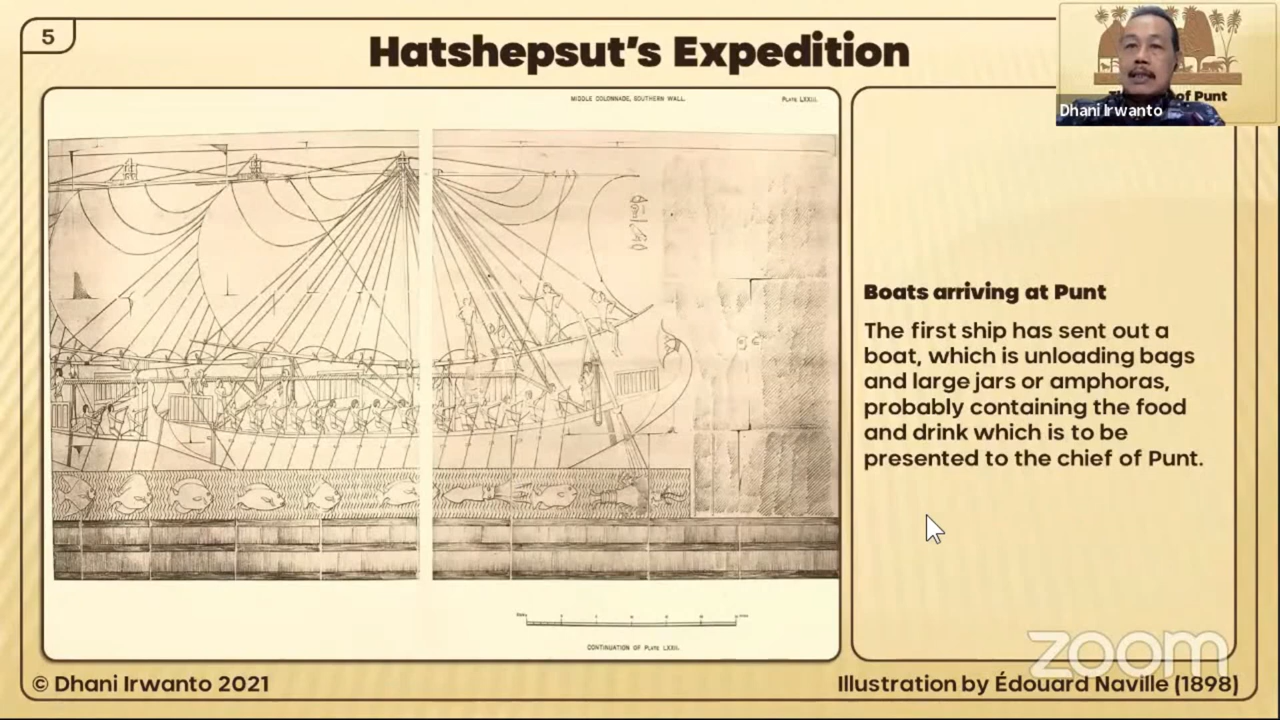 5
Hatshepsut's Expedition
of Punt
Dhani Irwanto
MIDDLE COLONNADE, SOUTHERN WALL.
PLATE LXXIII.
Boats arriving at Punt
The first ship has sent out a
boat, which is unloading bags
and large jars or amphoras,
probably containing the food
and drink which is to be
presented to the chief of Punt.
CONTINUATION OF PLATE LXXII.
zoom
© Dhani Irwanto 2021
Illustration by Édouard Naville (1898)